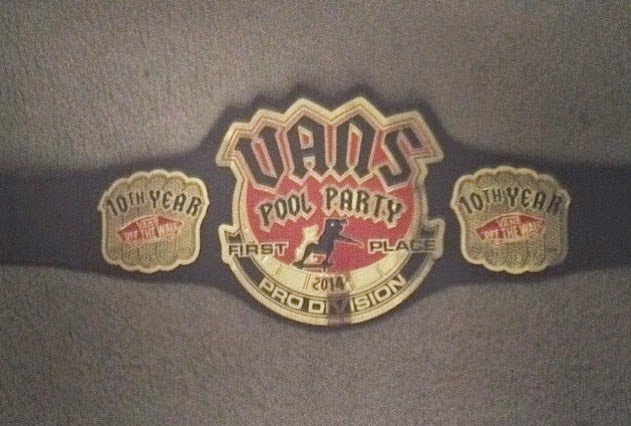 VANS
POOL PARTY
FIRST PLACE
2014
PRO DIVISION
10TH YEAR
VANS
OFF THE WALL
10TH YEAR
VANS
OFF THE WALL